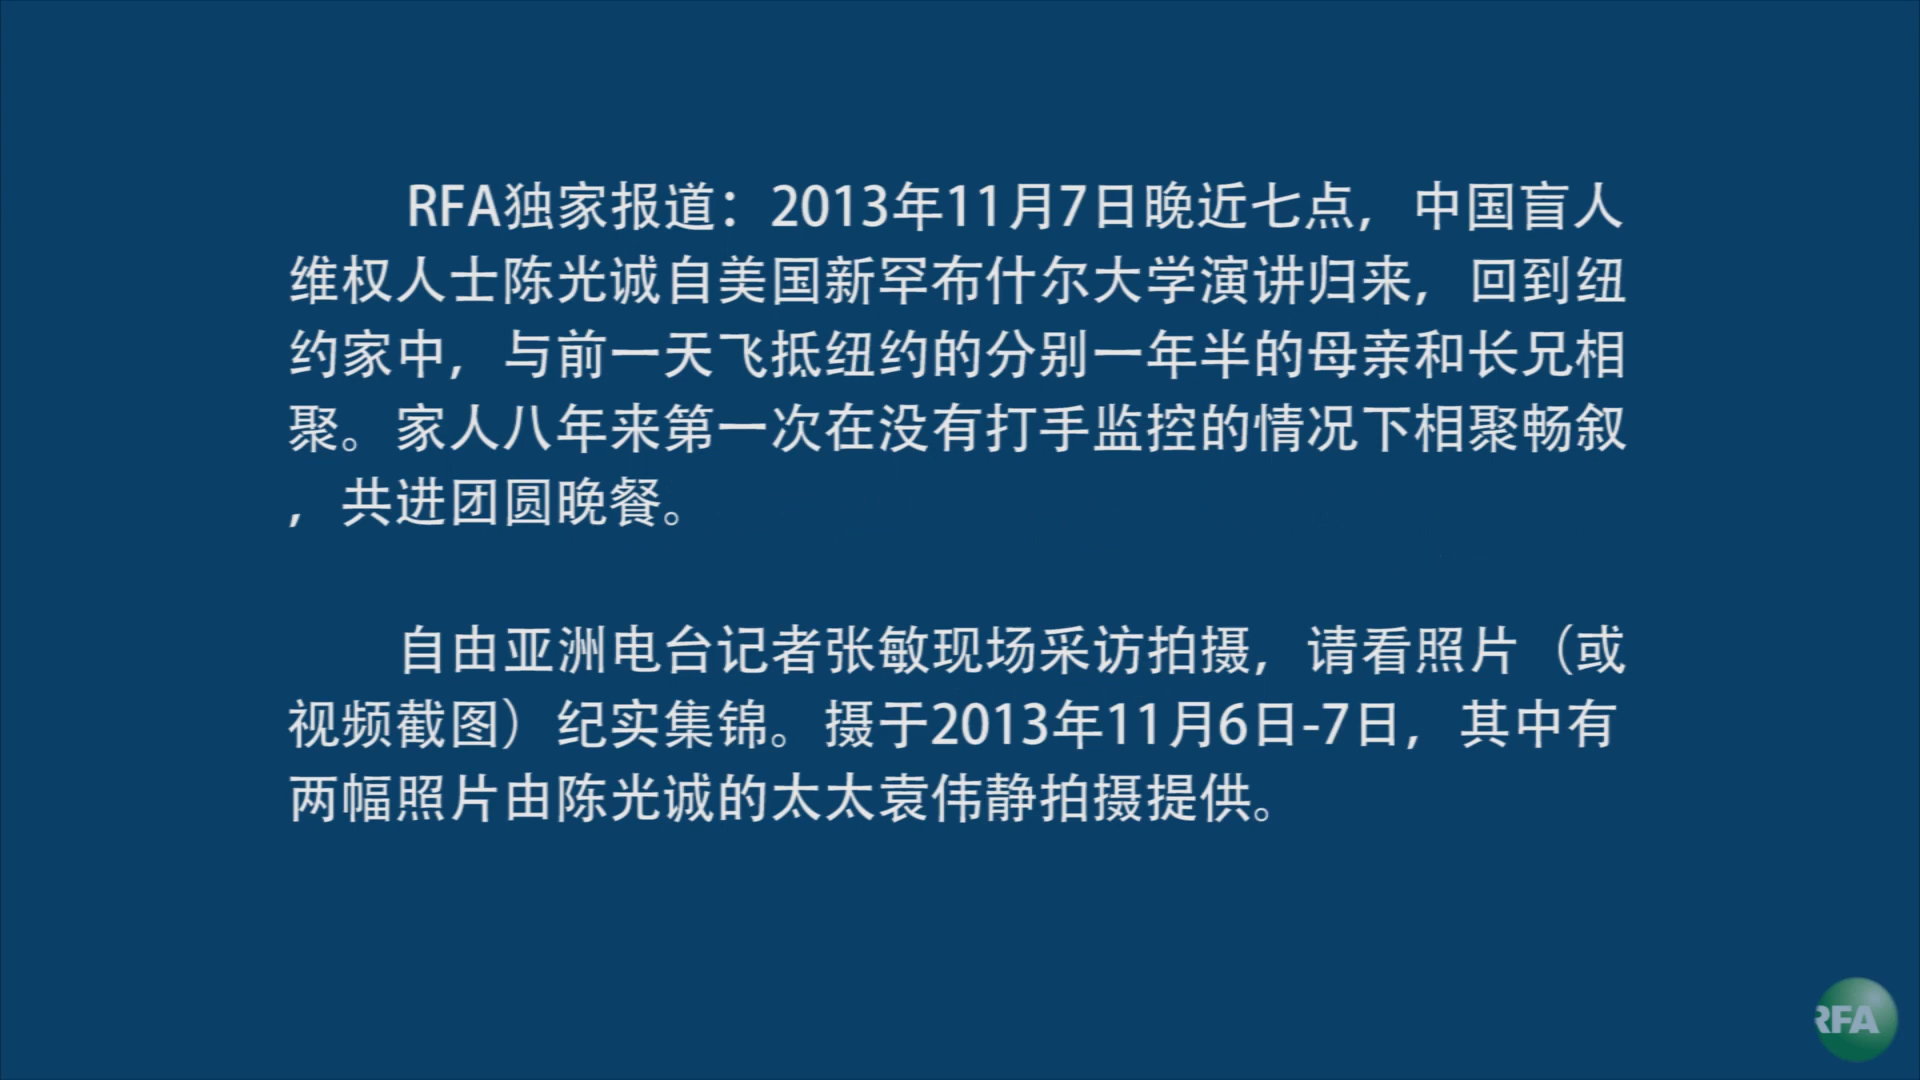 RFA独家报道：2013年11月7日晚近七点，中国盲人
维权人士陈光诚自美国新罕布什尔大学演讲归来，回到纽
约家中，与前一天飞抵纽约的分别一年半的母亲和长兄相
聚。家人八年来第一次在没有打手监控的情况下相聚畅叙
，共进团圆晚餐。
自由亚洲电台记者张敏现场采访拍摄，请看照片（或
视频截图）纪实集锦。摄于2013年11月6日-7日，其中有
两幅照片由陈光诚的太太袁伟静拍摄提供。
RFA